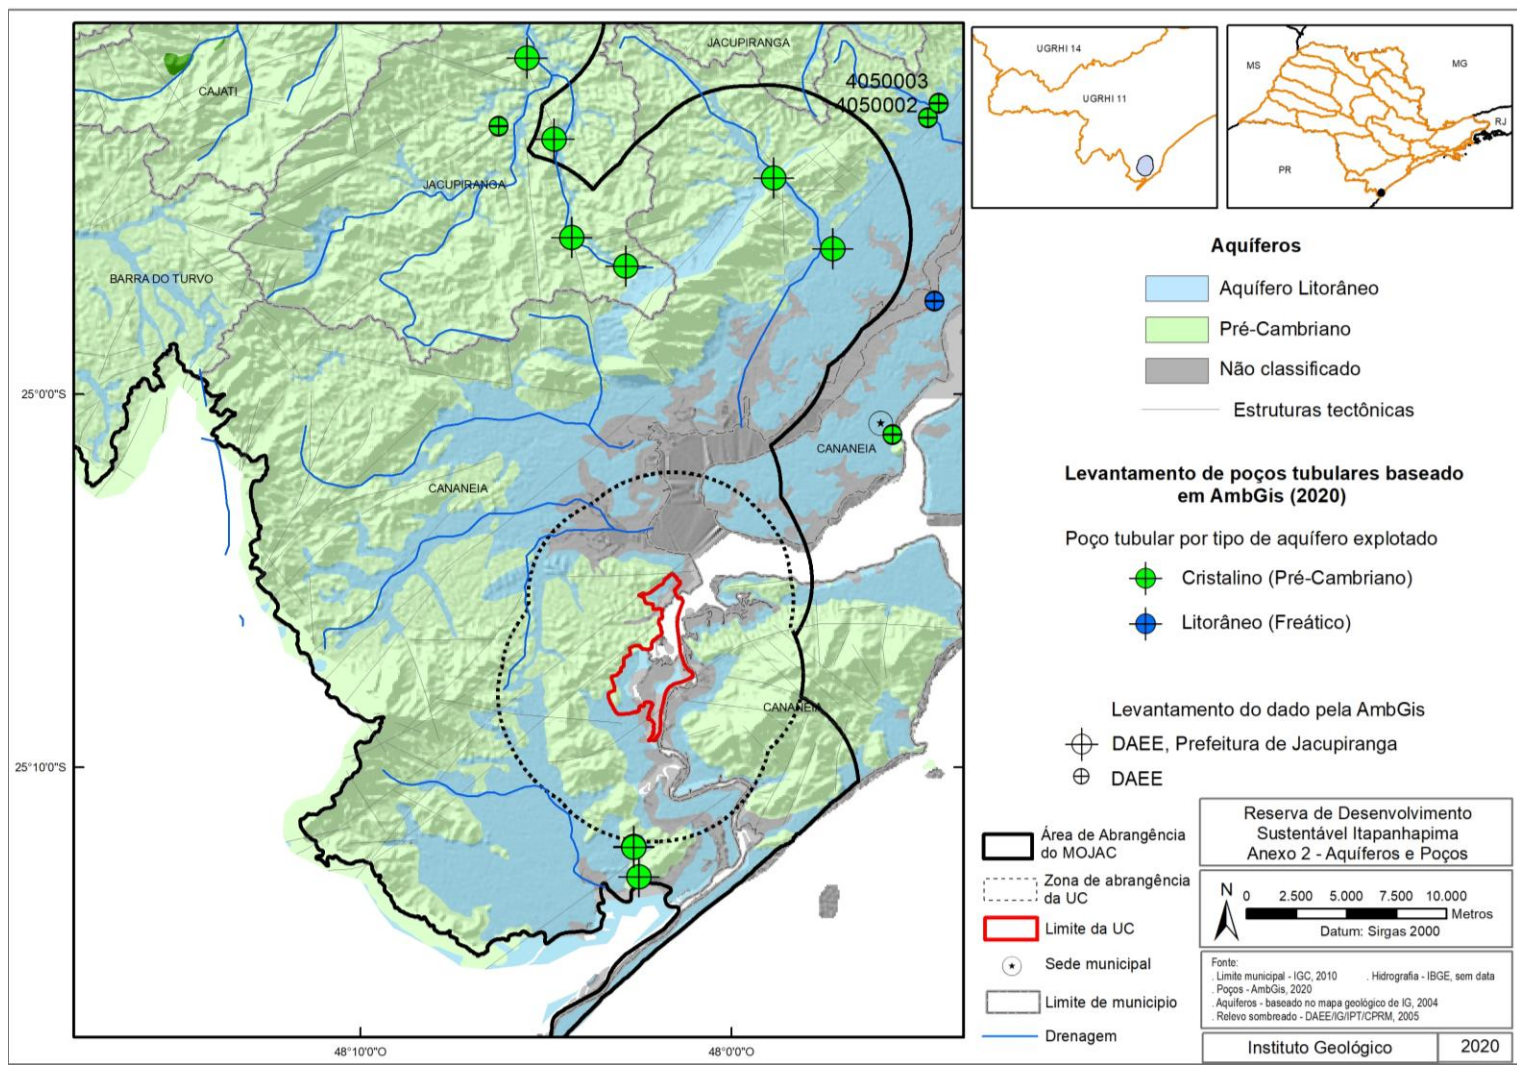 JACUPIRANGA
CAJATI
4050003
4050002
JACUPIRANGA
BARRA DO TURVO
25°0'0"S
CANANEIA
CANANEIA
CANANEIA
25°10'0"S
48°10'0"O
48°0'0"O
UGRHI 14
UGRHI 11
MS
MG
RJ
PR
Aquíferos
Aquífero Litorâneo
Pré-Cambriano
Não classificado
Estruturas tectônicas
Levantamento de poços tubulares baseado
em AmbGis (2020)
Poço tubular por tipo de aquífero explotado
Cristalino (Pré-Cambriano)
Litorâneo (Freático)
Levantamento do dado pela AmbGis
DAEE, Prefeitura de Jacupiranga
DAEE
Área de Abrangência
do MOJAC
Zona de abrangência
da UC
Limite da UC
Sede municipal
Limite de municipio
Drenagem
Reserva de Desenvolvimento
Sustentável Itapanhapima
Anexo 2 - Aquíferos e Poços
N
0 2.500 5.000 7.500 10.000
Metros
Datum: Sirgas 2000
Fonte:
. Limite municipal - IGC, 2010 . Hidrografia - IBGE, sem data
. Poços - AmbGis, 2020
. Aquíferos - baseado no mapa geológico de IG, 2004
. Relevo sombreado - DAEE/IG/IPT/CPRM, 2005
Instituto Geológico 2020